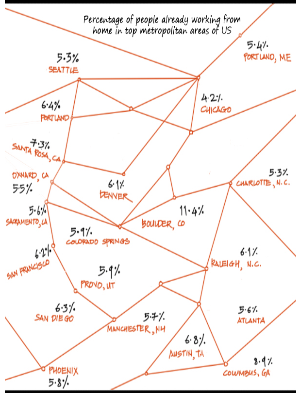 Percentage of people already working from
home in top metropolitan areas of US
5.3%
SEATTLE
5.4%
PORTLAND, ME
6.4%
PORTLAND
4.2%
CHICAGO
7.3%
SANTA ROSA, CA
OXNARD, CA
5.5%
6.1%
DENVER
5.3%
CHARLOTTE, N.C.
5.6%
SACRAMENTO, CA
11.4%
BOULDER, CO
5.9%
COLORADO SPRINGS
6.2%
SAN FRANCISCO
5.9%
PROVO, UT
6.1%
RALEIGH, N.C.
6.3%
SAN DIEGO
5.7%
MANCHESTER, NH
5.6%
ATLANTA
6.8%
AUSTIN, TX
8.9%
COLUMBUS, GA
PHOENIX
5.8%